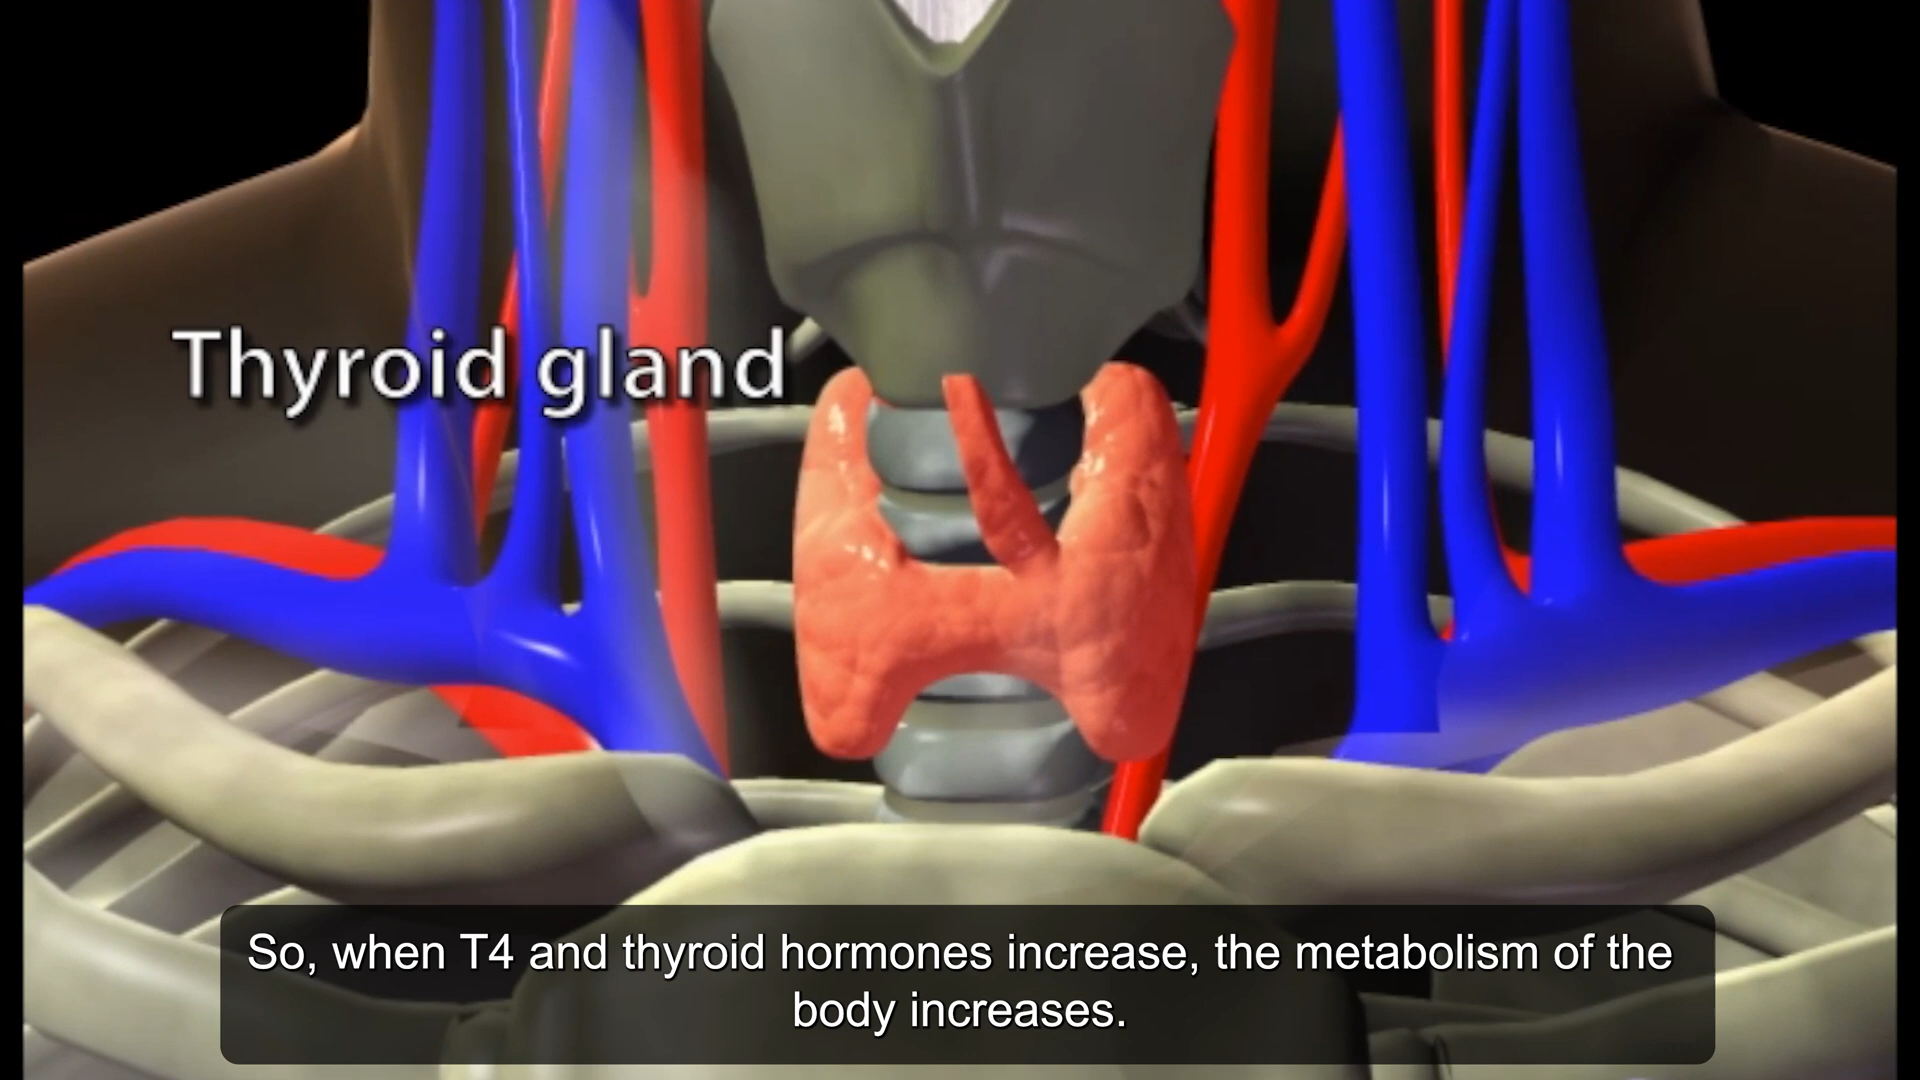 Thyroid gland
So, when T4 and thyroid hormones increase, the metabolism of the
body increases.